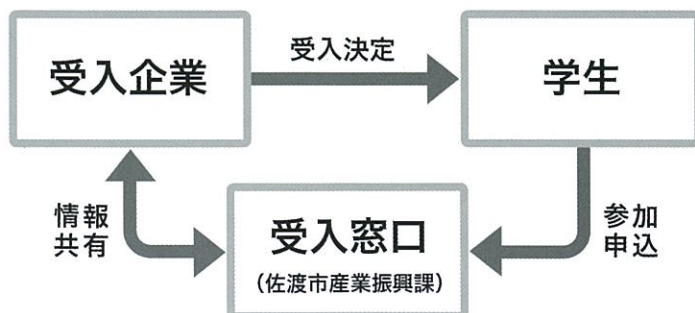 受入企業
受入決定
学生
情報
共有
受入窓口
(佐渡市産業振興課)
参加
申込